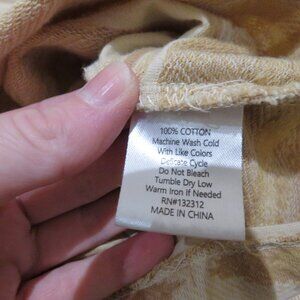 100% COTTON
Machine Wash Cold
With Like Colors
Delicate Cycle
Do Not Bleach
Tumble Dry Low
Warm Iron If Needed
RN#132312
MADE IN CHINA